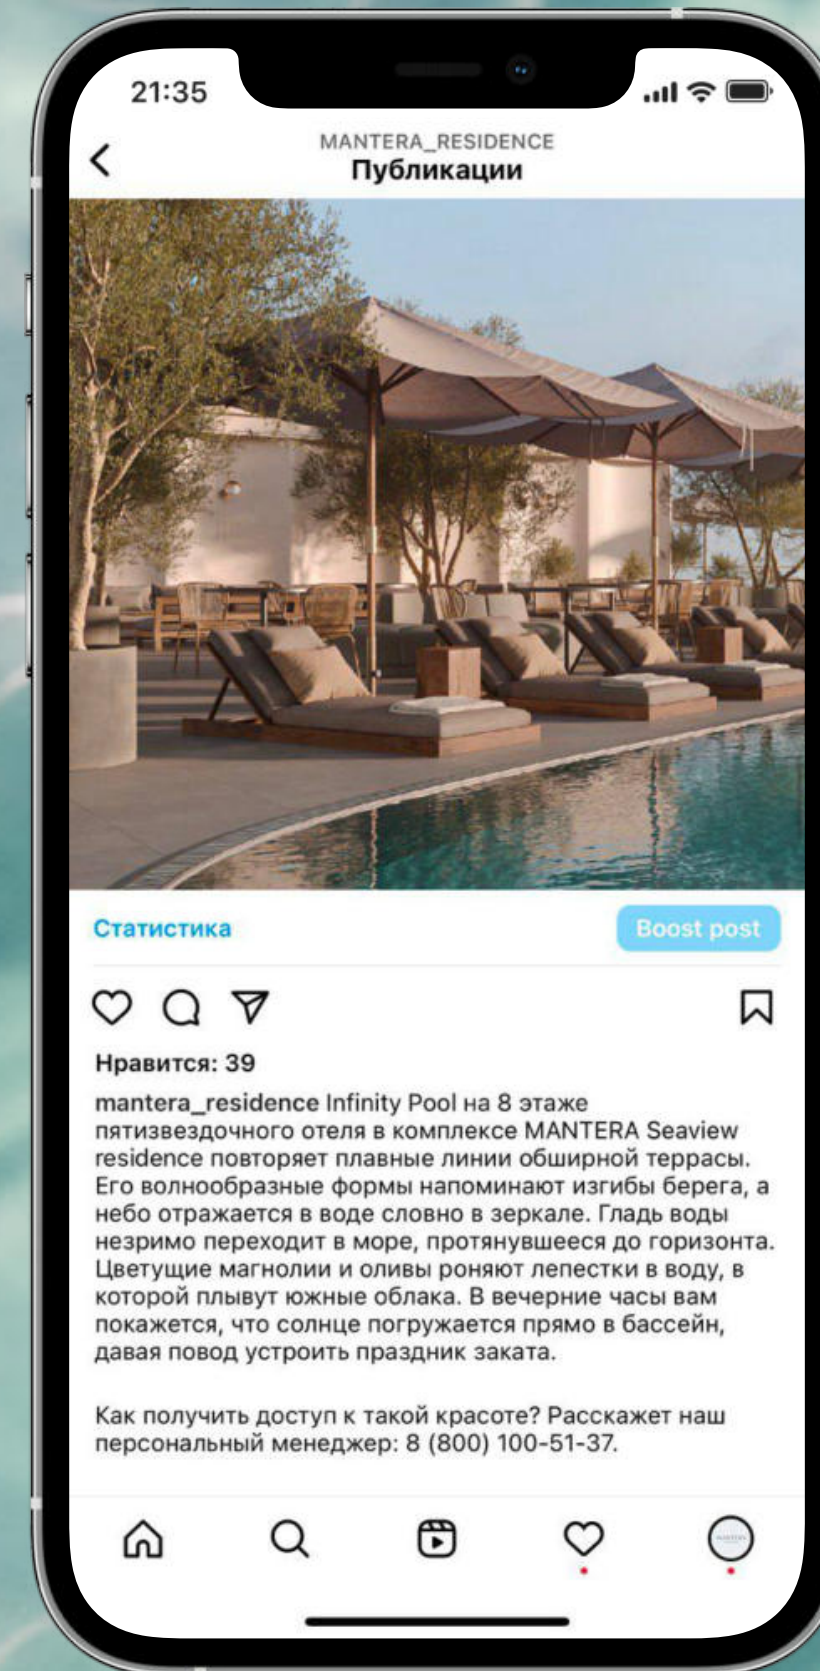 21:35
MANTERA_RESIDENCE
Публикации
Статистика
Boost post
Нравится: 39
mantera_residence Infinity Pool на 8 этаже
пятизвездочного отеля в комплексе MANTERA Seaview
residence повторяет плавные линии обширной террасы.
Его волнообразные формы напоминают изгибы берега, а
небо отражается в воде словно в зеркале. Гладь воды
незримо переходит в море, протянувшееся до горизонта.
Цветущие магнолии и оливы роняют лепестки в воду, в
которой плывут южные облака. В вечерние часы вам
покажется, что солнце погружается прямо в бассейн,
давая повод устроить праздник заката.
Как получить доступ к такой красоте? Расскажет наш
персональный менеджер: 8 (800) 100-51-37.